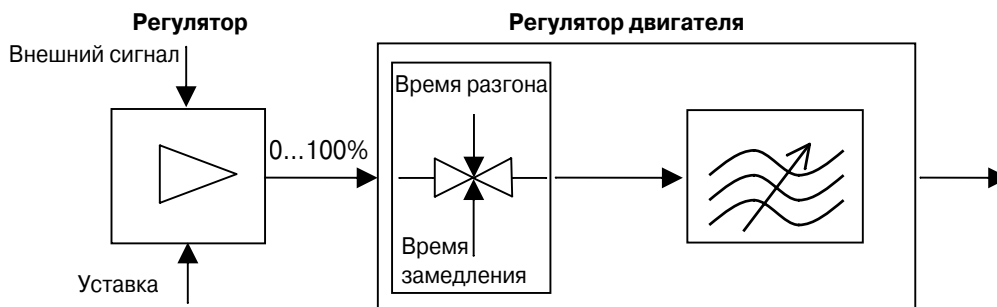 Регулятор
Регулятор двигателя
Внешний сигнал
Время разгона
0...100%
Время
замедления
Уставка